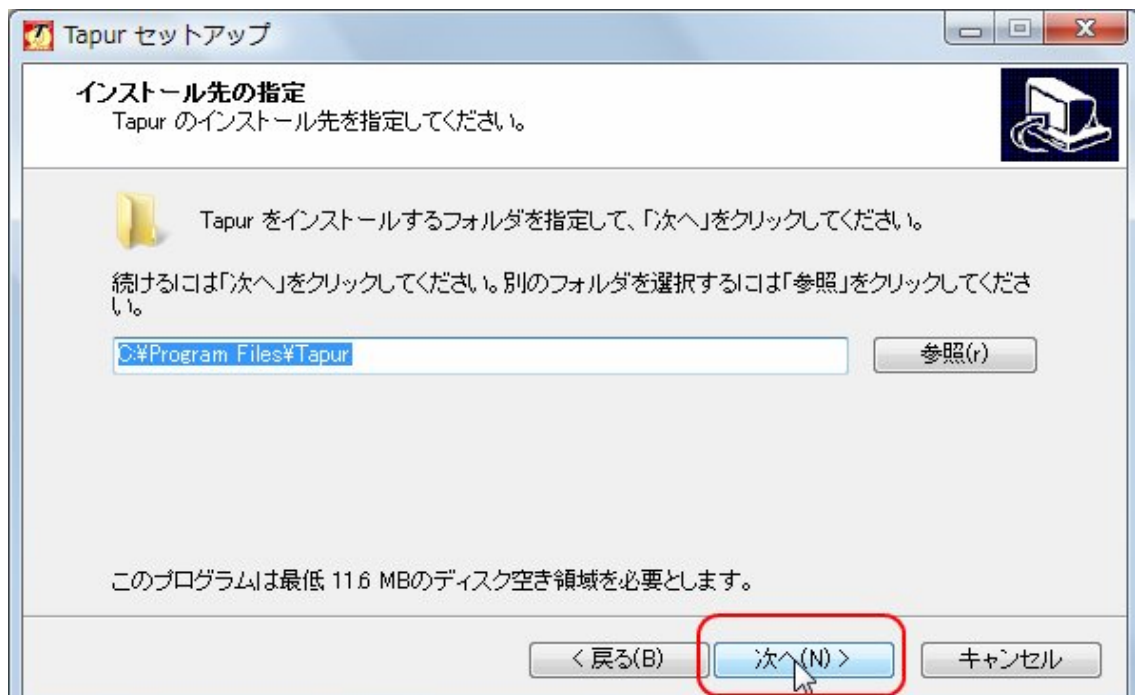 Tapur セットアップ
インストール先の指定
Tapur のインストール先を指定してください。
Tapur をインストールするフォルダを指定して、「次へ」をクリックしてください。
続けるには「次へ」をクリックしてください。別のフォルダを選択するには「参照」をクリックしてくださ
い。
C:¥Program Files¥Tapur
参照(r)
このプログラムは最低 11.6 MBのディスク空き領域を必要とします。
< 戻る(B)
次へ(N) >
キャンセル